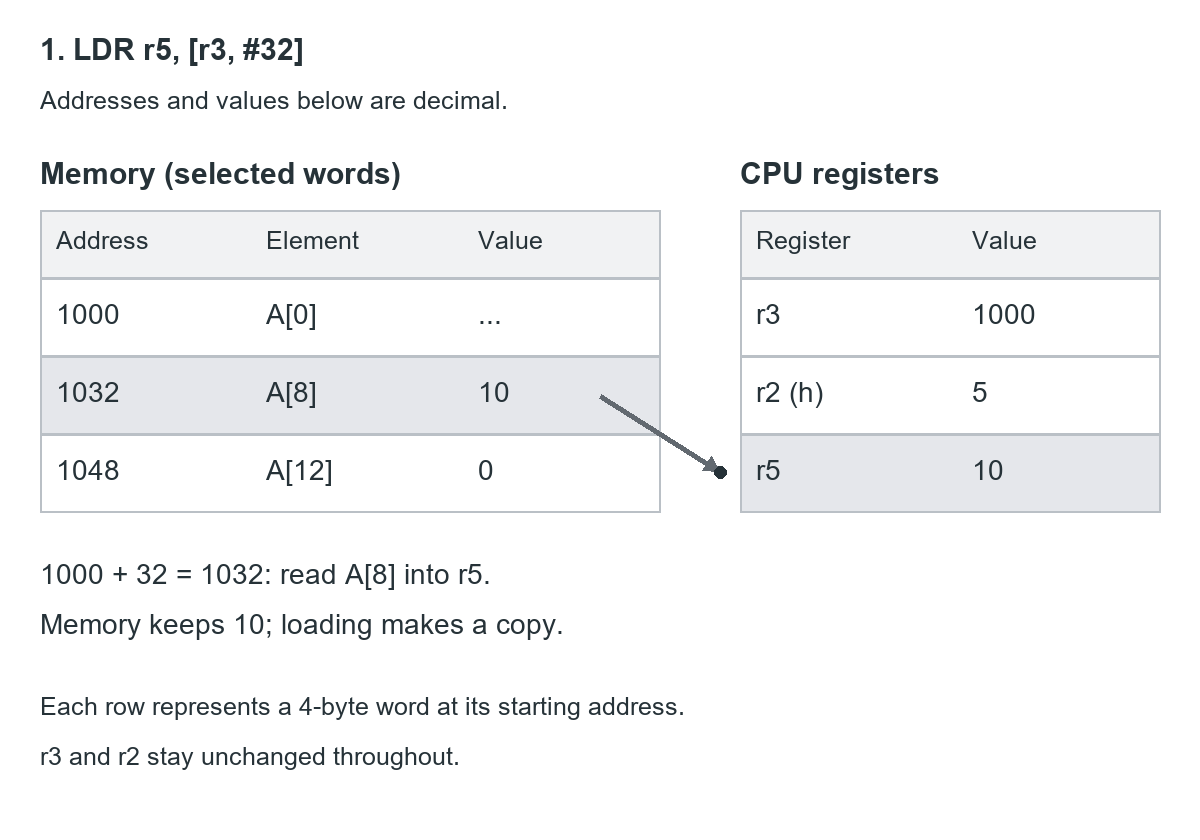 1. LDR r5, [r3, #32]
Addresses and values below are decimal.
Memory (selected words)
Address Element Value
1000 A[0] ...
1032 A[8] 10
1048 A[12] 0
CPU registers
Register Value
r3 1000
r2 (h) 5
r5 10
1000 + 32 = 1032: read A[8] into r5.
Memory keeps 10; loading makes a copy.
Each row represents a 4-byte word at its starting address.
r3 and r2 stay unchanged throughout.